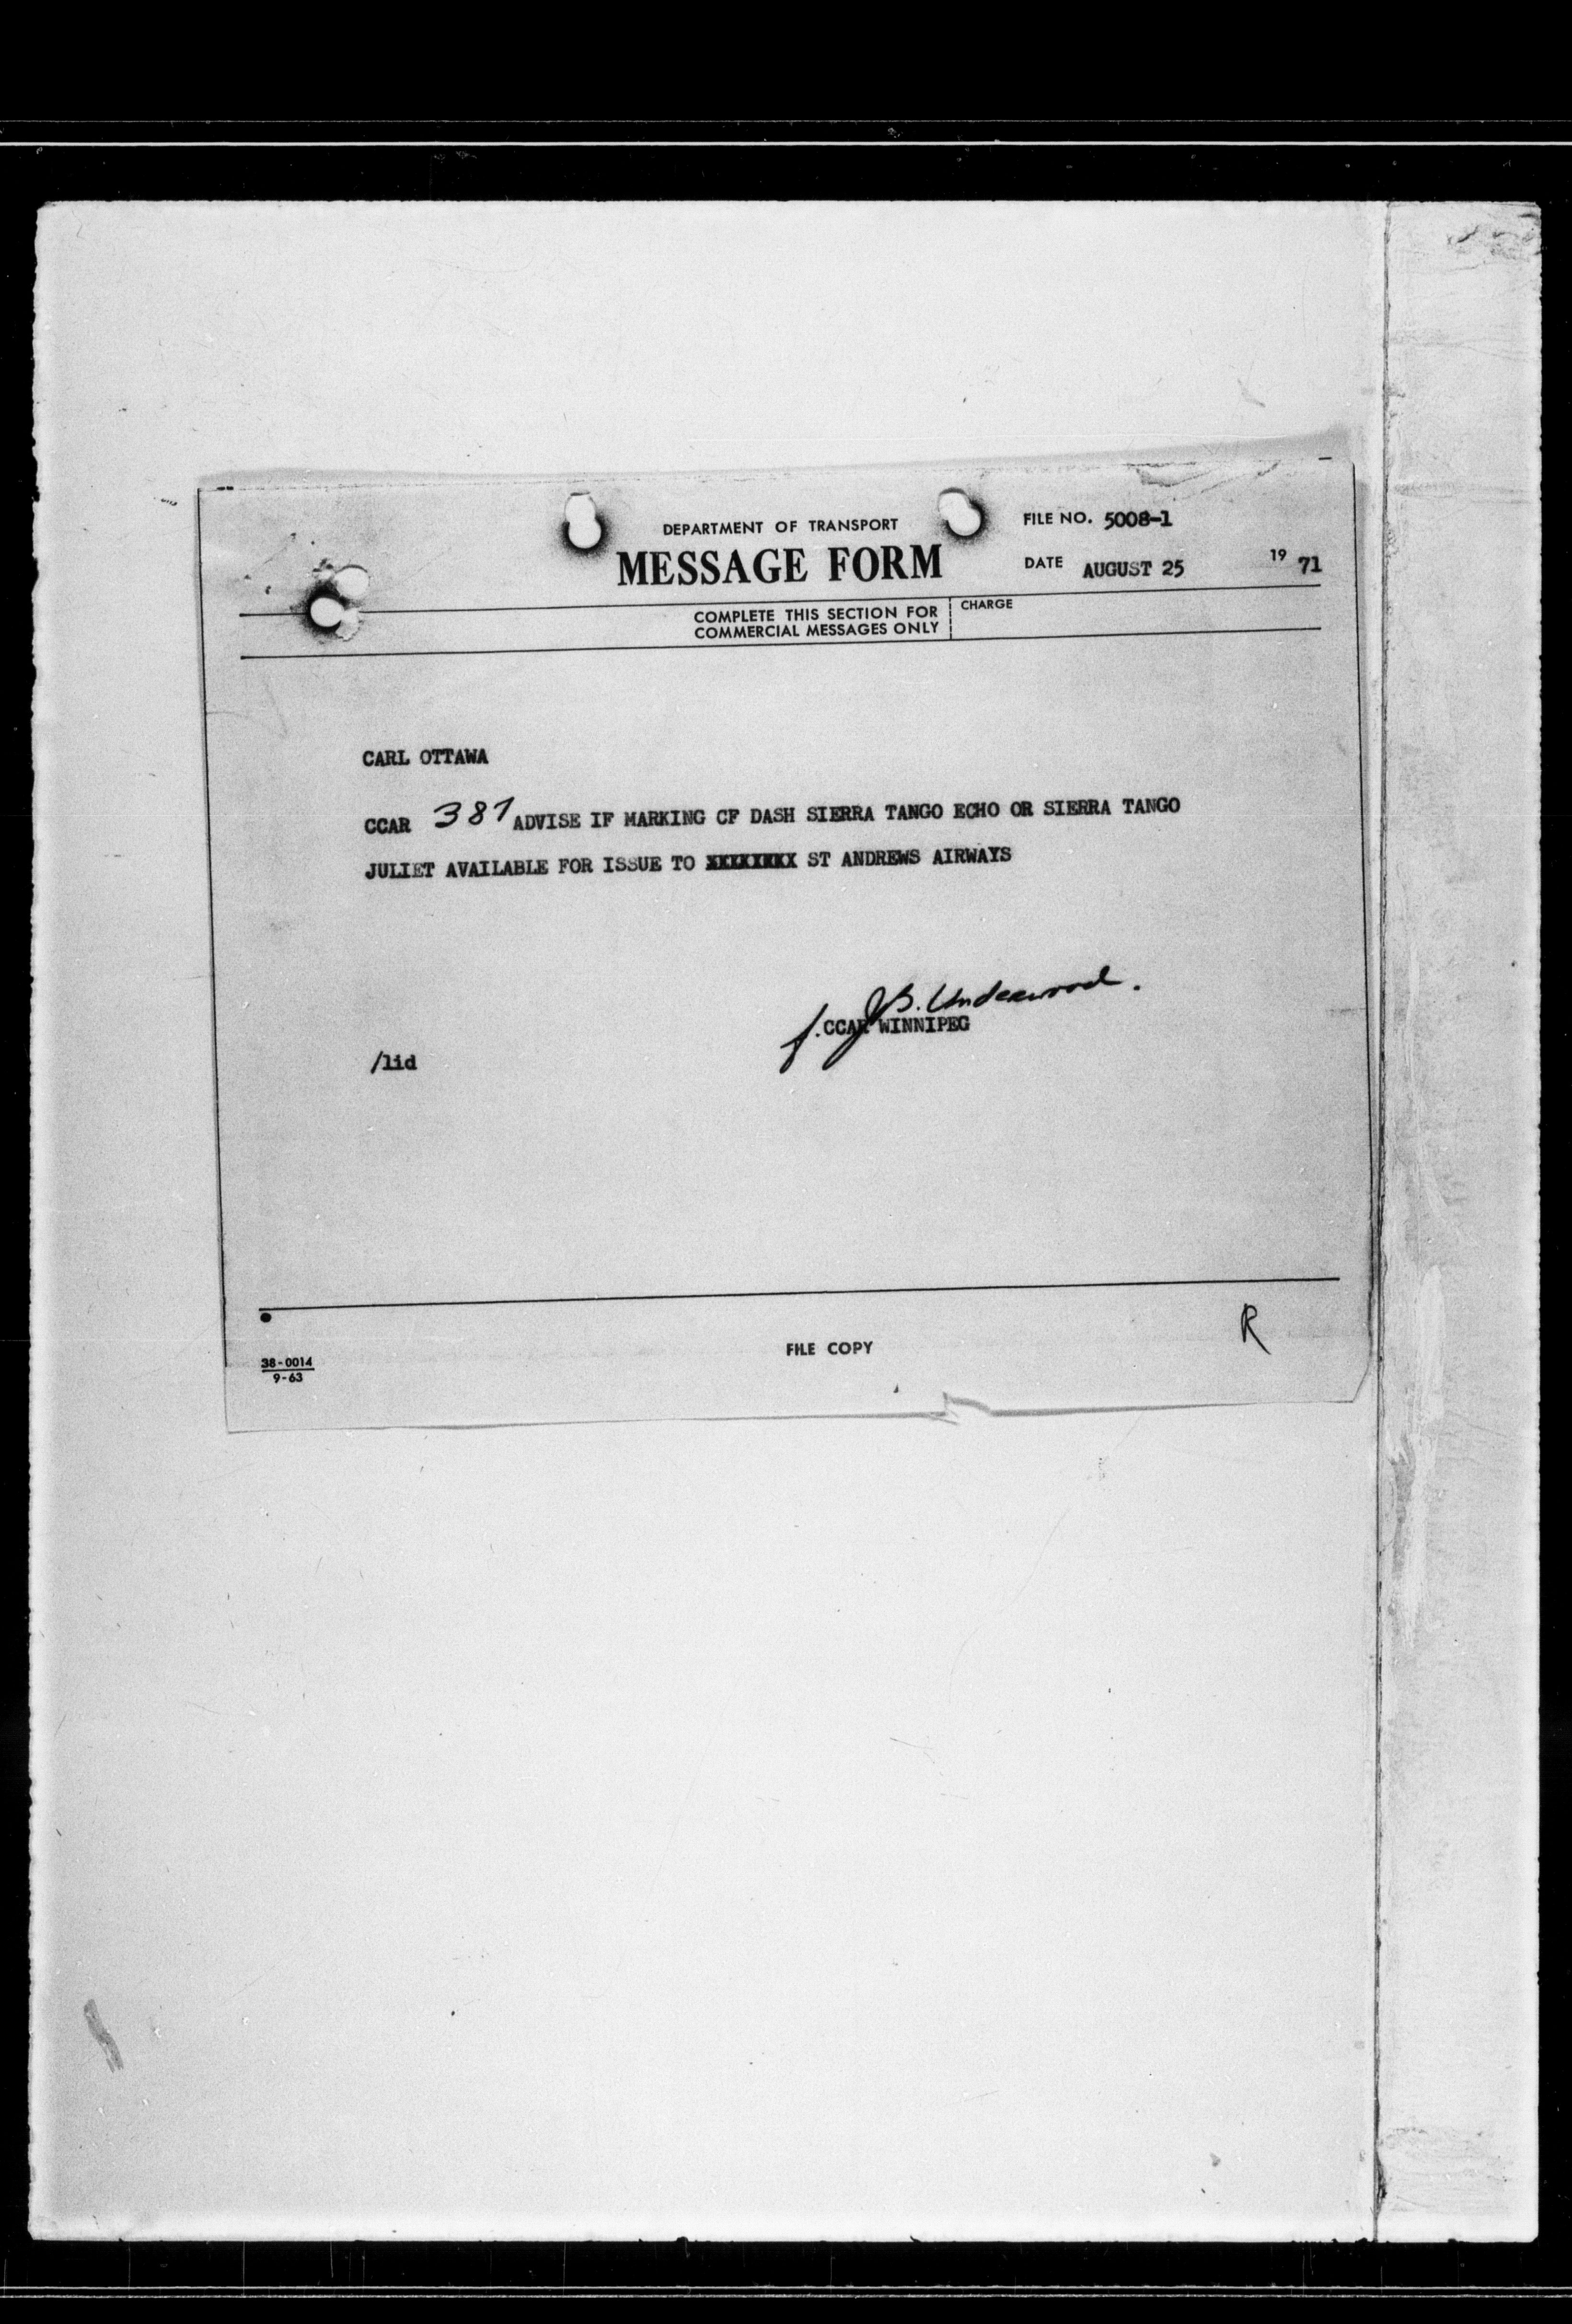 DEPARTMENT OF TRANSPORT
MESSAGE FORM
FILE NO. 5008-1
DATE AUGUST 25 19 71
COMPLETE THIS SECTION FOR
COMMERCIAL MESSAGES ONLY
CHARGE
CARL OTTAWA
CCAR 387 ADVISE IF MARKING CF DASH SIERRA TANGO ECHO OR SIERRA TANGO
JULIET AVAILABLE FOR ISSUE TO XXXXXXXX ST ANDREWS AIRWAYS
J.B. Underwood.
f. CCAR WINNIPEG
/lid
FILE COPY
R
38-0014
9-63